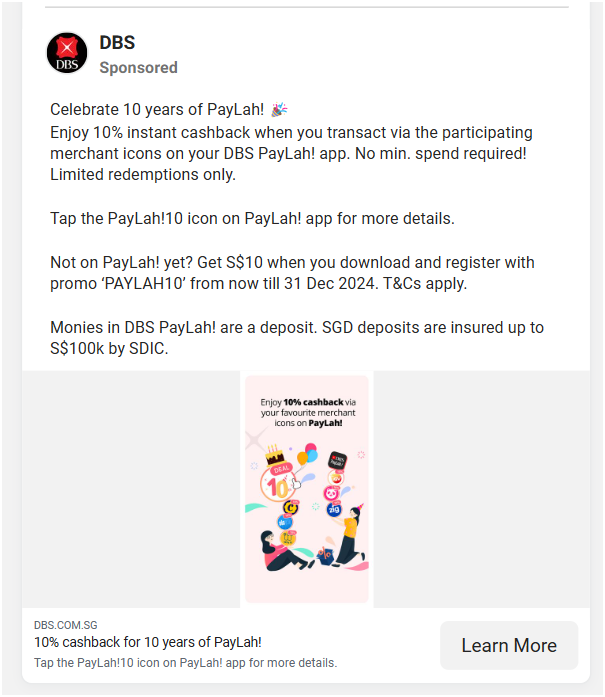 DBS
DBS
Sponsored
Celebrate 10 years of PayLah! 🎉
Enjoy 10% instant cashback when you transact via the participating
merchant icons on your DBS PayLah! app. No min. spend required!
Limited redemptions only.
Tap the PayLah!10 icon on PayLah! app for more details.
Not on PayLah! yet? Get S$10 when you download and register with
promo ‘PAYLAH10’ from now till 31 Dec 2024. T&Cs apply.
Monies in DBS PayLah! are a deposit. SGD deposits are insured up to
S$100k by SDIC.
Enjoy 10% cashback via
your favourite merchant
icons on PayLah!
DEAL
10
zig
DBS.COM.SG
10% cashback for 10 years of PayLah!
Tap the PayLah!10 icon on PayLah! app for more details.
Learn More